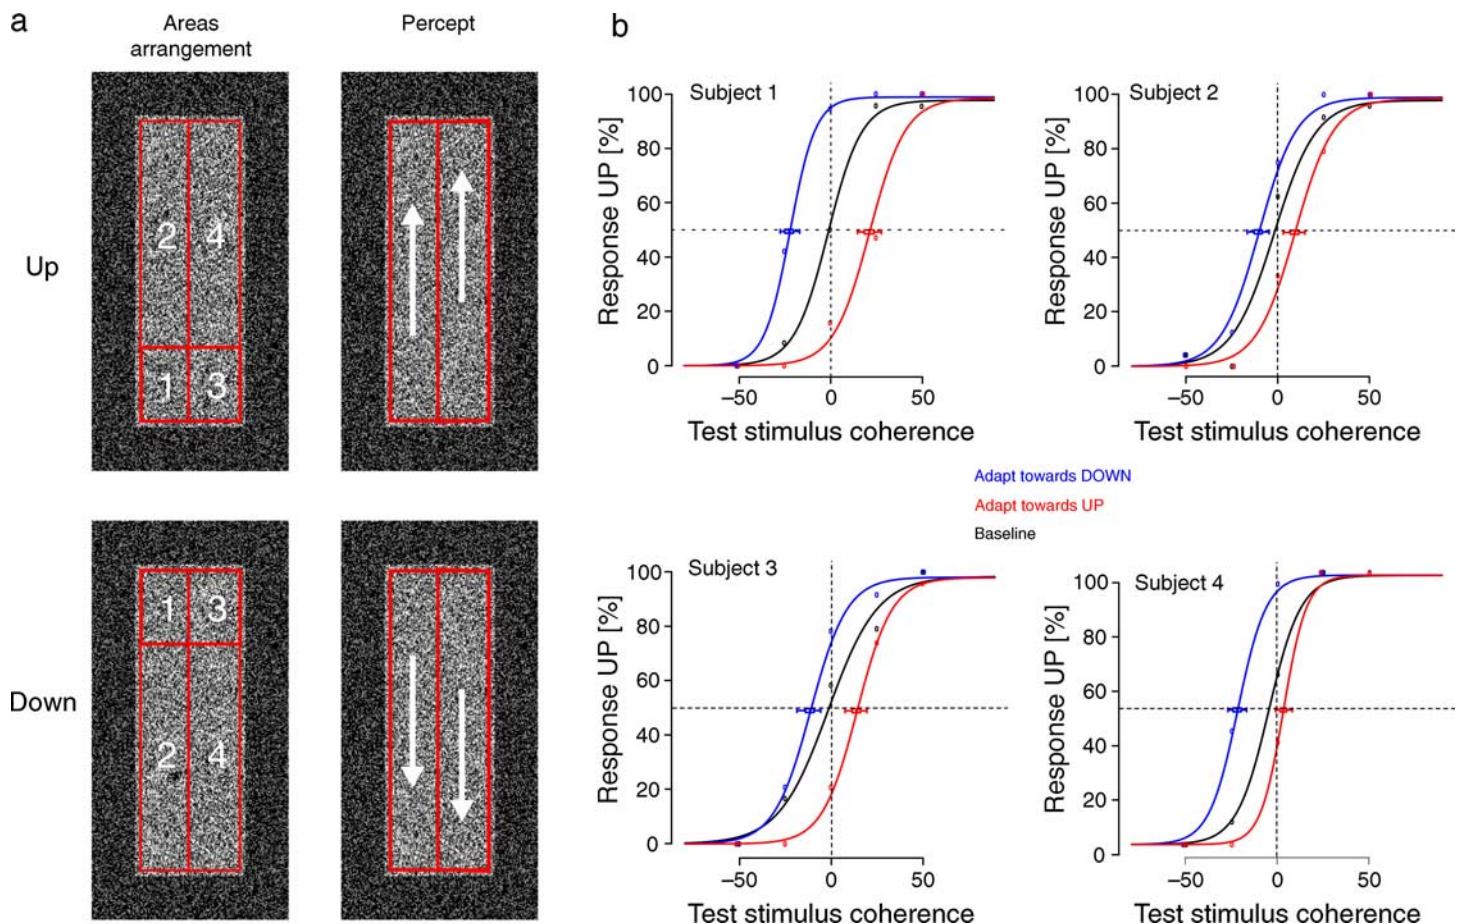 a
Areas
arrangement
Percept
Up
2 4
1 3
Down
1 3
2 4
b
Subject 1
Response UP [%]
100
80
60
40
20
0
−50 0 50
Test stimulus coherence
Subject 2
Response UP [%]
100
80
60
40
20
0
−50 0 50
Test stimulus coherence
Adapt towards DOWN
Adapt towards UP
Baseline
Subject 3
Response UP [%]
100
80
60
40
20
0
−50 0 50
Test stimulus coherence
Subject 4
Response UP [%]
100
80
60
40
20
0
−50 0 50
Test stimulus coherence